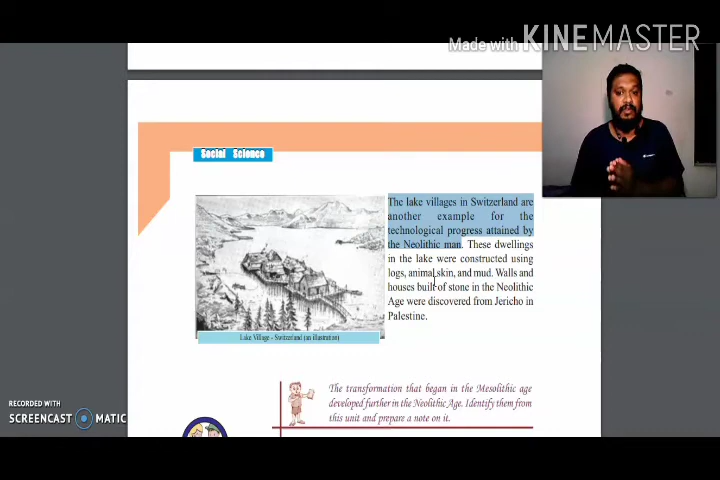 Made with KINEMASTER
Social Science
The lake villages in Switzerland are
another example for the
technological progress attained by
the Neolithic man. These dwellings
in the lake were constructed using
logs, animal skin, and mud. Walls and
houses built of stone in the Neolithic
Age were discovered from Jericho in
Palestine.
Lake Village - Switzerland (an illustration)
The transformation that began in the Mesolithic age
developed further in the Neolithic Age. Identify them from
this unit and prepare a note on it.
RECORDED WITH
SCREENCAST MATIC